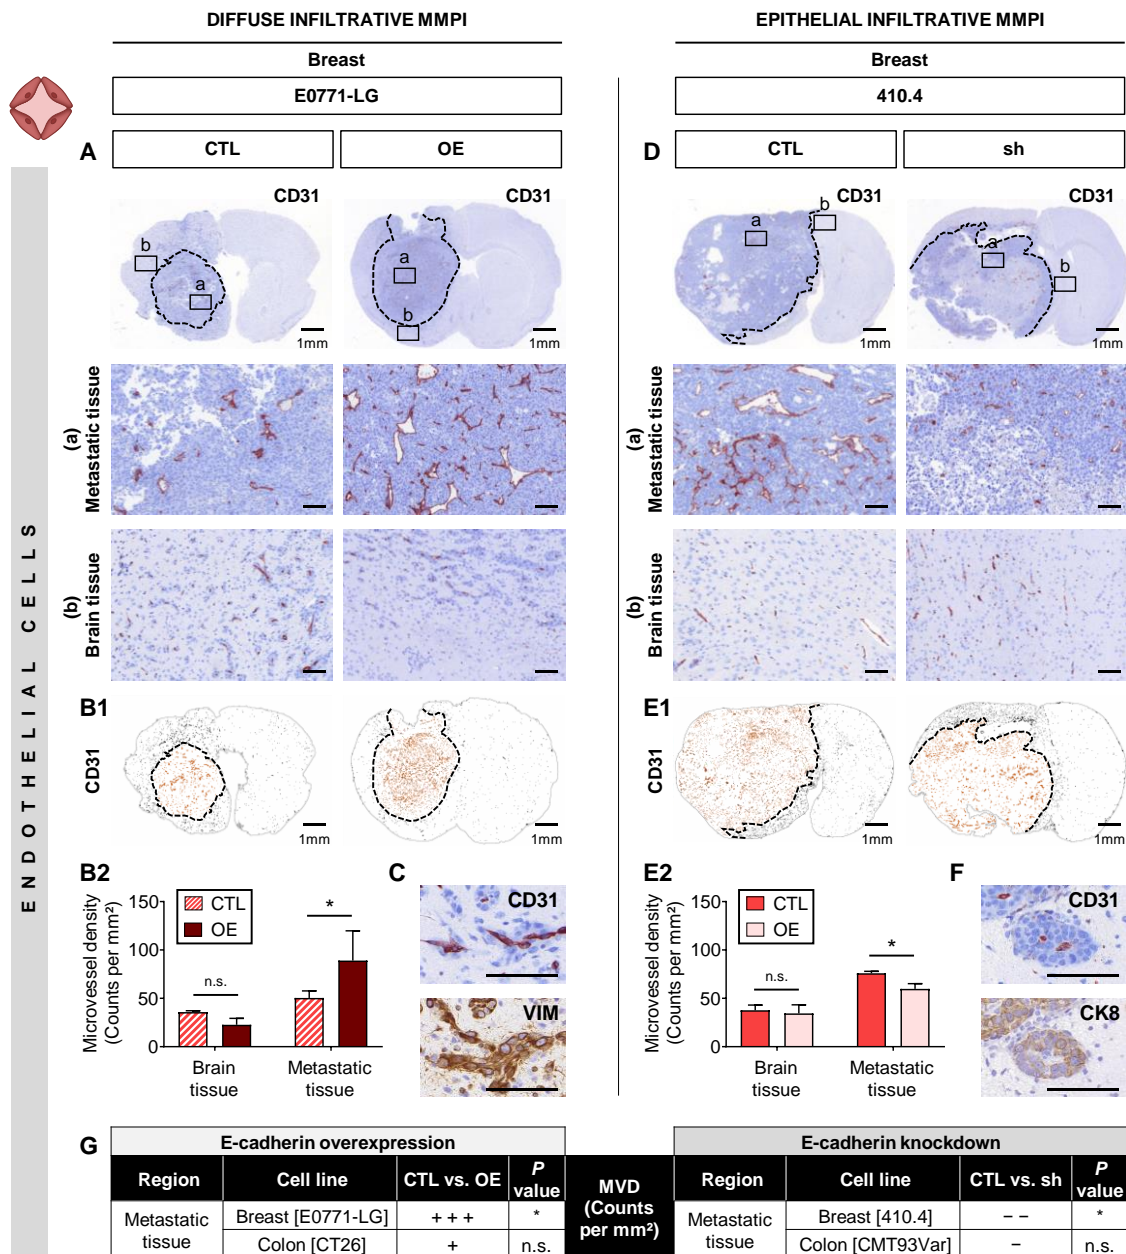 DIFFUSE INFILTRATIVE MMPI
EPITHELIAL INFILTRATIVE MMPI
Breast
Breast
E0771-LG
410.4
A
CTL
OE
D
CTL
sh
CD31
CD31
CD31
CD31
b
a
a
b
a
b
a
b
1mm
1mm
1mm
1mm
ENDOTHELIAL CELLS
(a)
Metastatic tissue
(a)
Metastatic tissue
(b)
Brain tissue
(b)
Brain tissue
B1
E1
CD31
CD31
1mm
1mm
1mm
1mm
B2
Microvessel density
(Counts per mm²)
150
100
50
0
CTL
OE
n.s.
*
Brain
tissue
Metastatic
tissue
C
CD31
VIM
E2
Microvessel density
(Counts per mm²)
150
100
50
0
CTL
OE
n.s.
*
Brain
tissue
Metastatic
tissue
F
CD31
CK8
G
E-cadherin overexpression
E-cadherin knockdown
Region
Cell line
CTL vs. OE
P value
MVD
(Counts
per mm²)
Region
Cell line
CTL vs. sh
P value
Metastatic
tissue
Breast [E0771-LG]
+ + +
*
Colon [CT26]
+
n.s.
Metastatic
tissue
Breast [410.4]
– –
*
Colon [CMT93Var]
–
n.s.